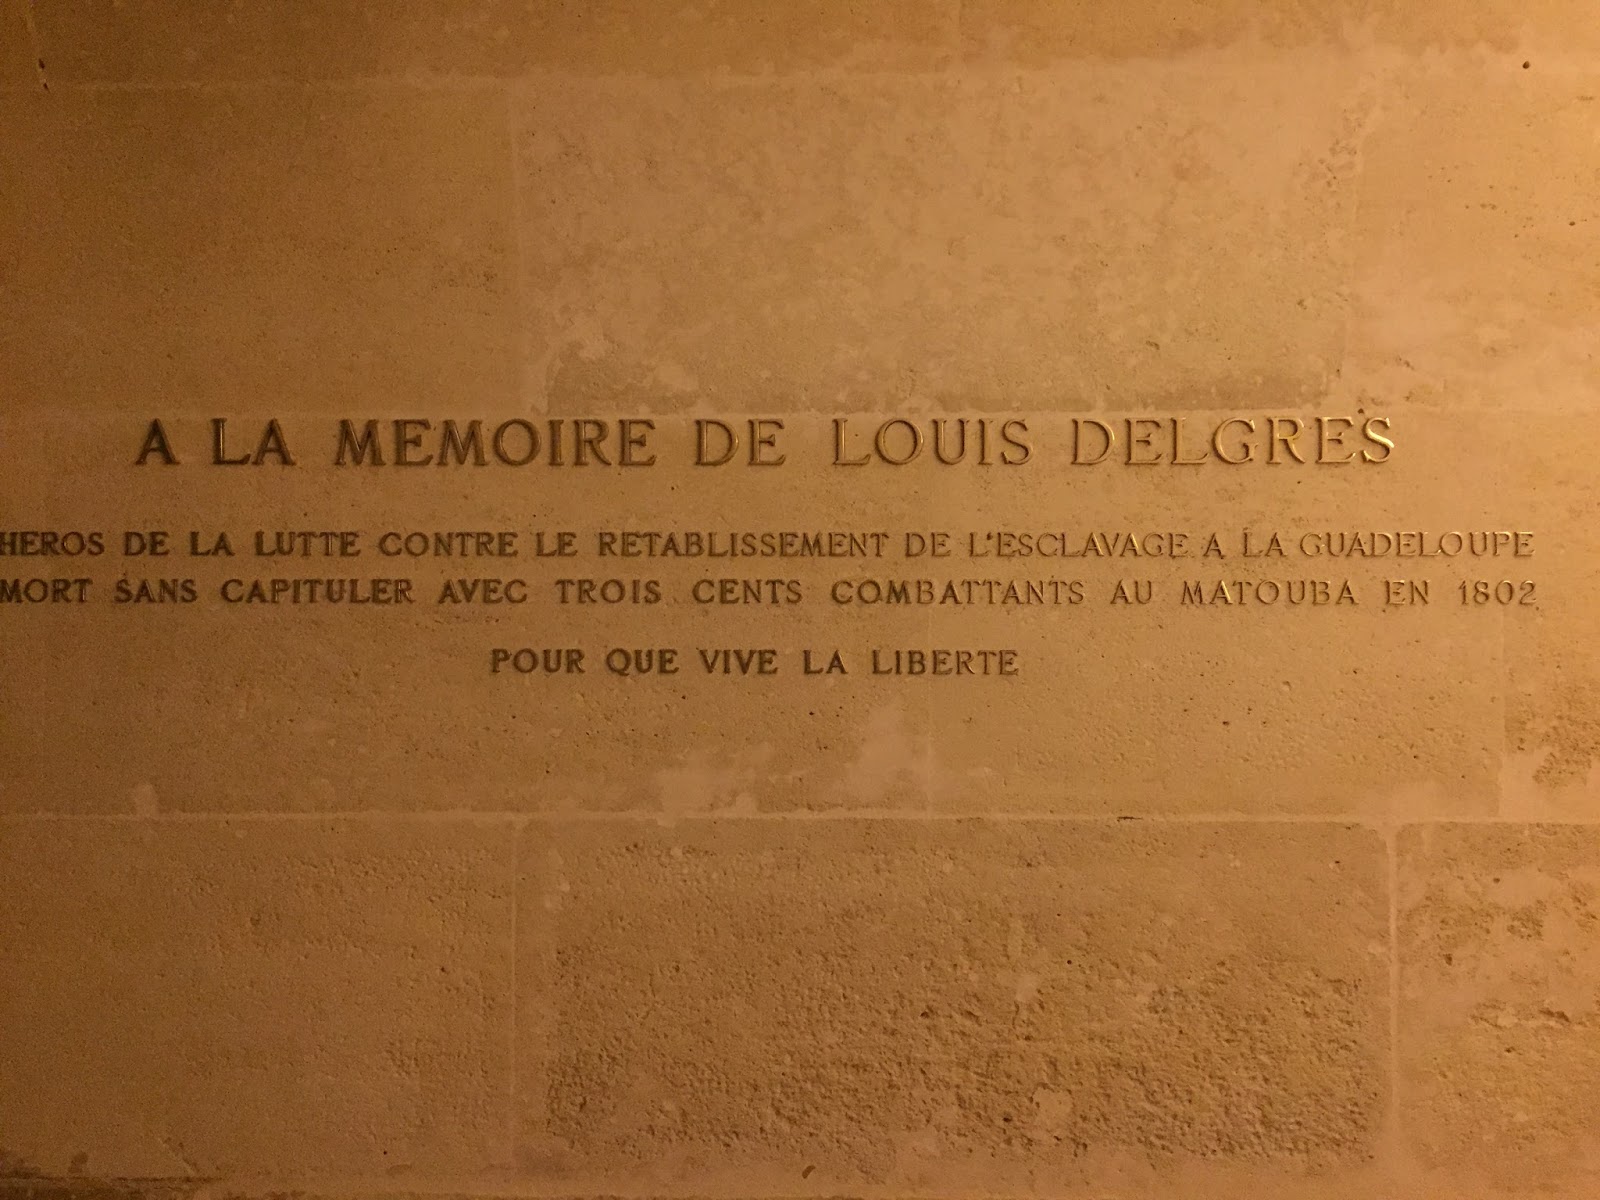 A LA MEMOIRE DE LOUIS DELGRES
HEROS DE LA LUTTE CONTRE LE RETABLISSEMENT DE L'ESCLAVAGE A LA GUADELOUPE
MORT SANS CAPITULER AVEC TROIS CENTS COMBATTANTS AU MATOUBA EN 1802
POUR QUE VIVE LA LIBERTE